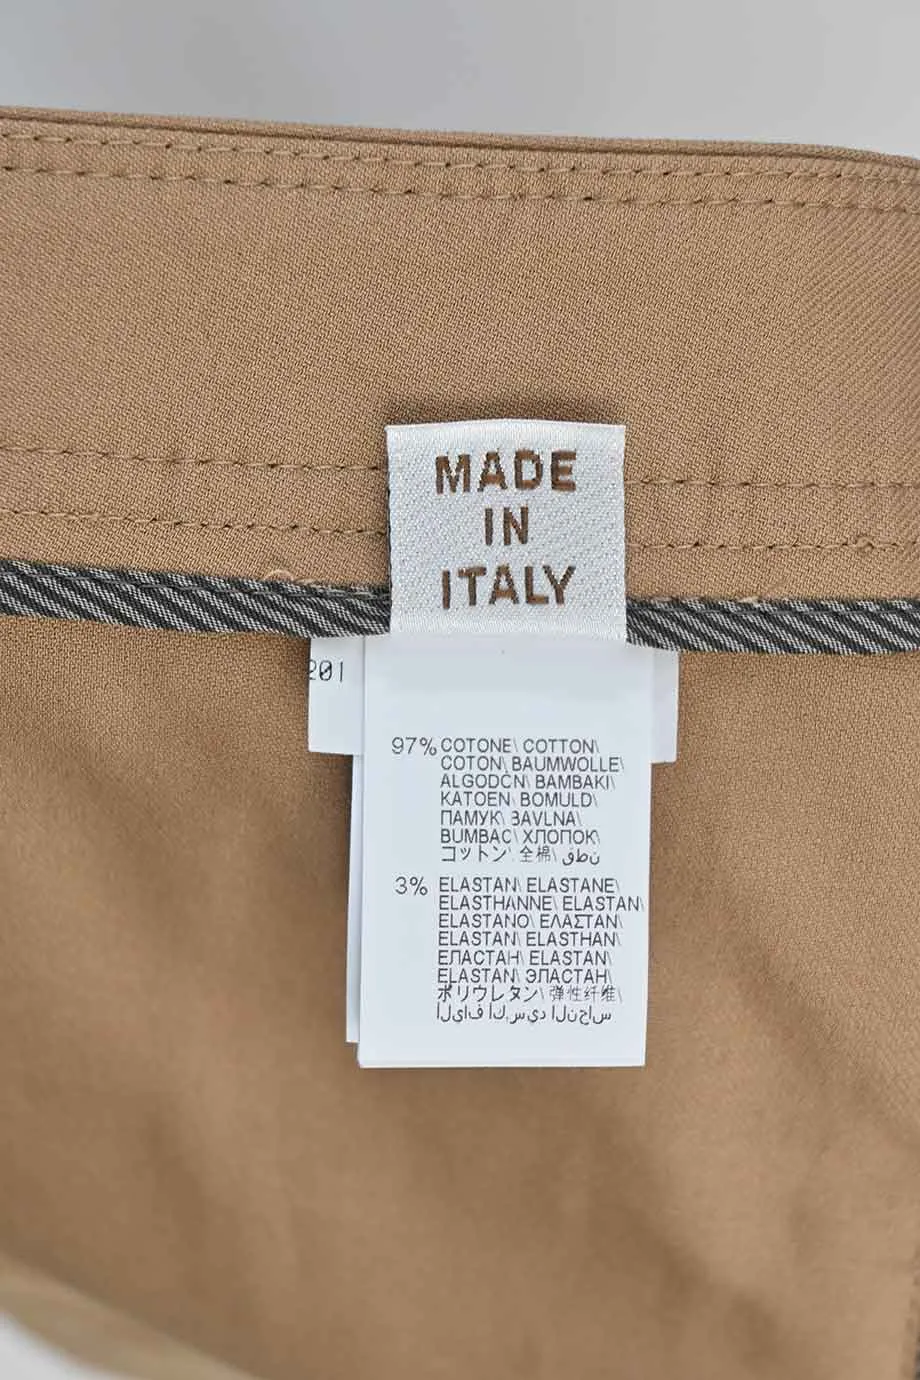 MADE
IN
ITALY
201
97% COTONE\ COTTON\
COTON\ BAUMWOLLE/
ALGODON\ BAMBAKI/
KATOEN\ BOMULD\
ПАМУК\ BAVLNA\
BUMBAC\ ХЛОПОК\
コットン\ 全棉\ قطن
3% ELASTAN\ ELASTANE/
ELASTHANNE/ ELASTAN\
ELASTANO\ ΕΛΑΣΤΑΝ\
ELASTAN\ ELASTHAN\
ЕЛАСТАН\ ELASTAN\
ELASTAN\ ЭЛАСТАН\
ポリウレタン\ 弹性纤维\